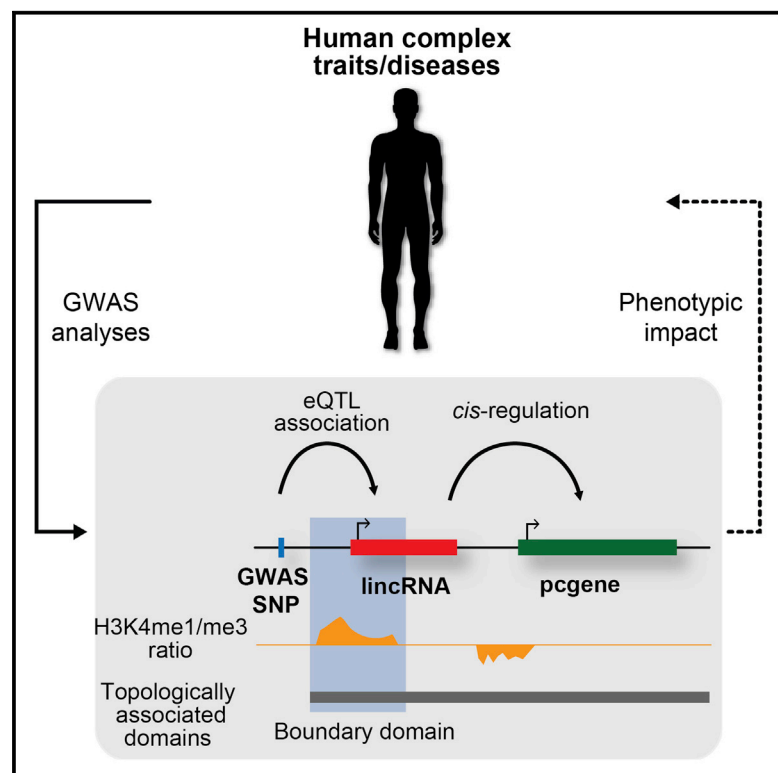 Human complex
traits/diseases
GWAS
analyses
Phenotypic
impact
eQTL
association
cis-regulation
GWAS
SNP
lincRNA
pcgene
H3K4me1/me3
ratio
Topologically
associated
domains
Boundary domain